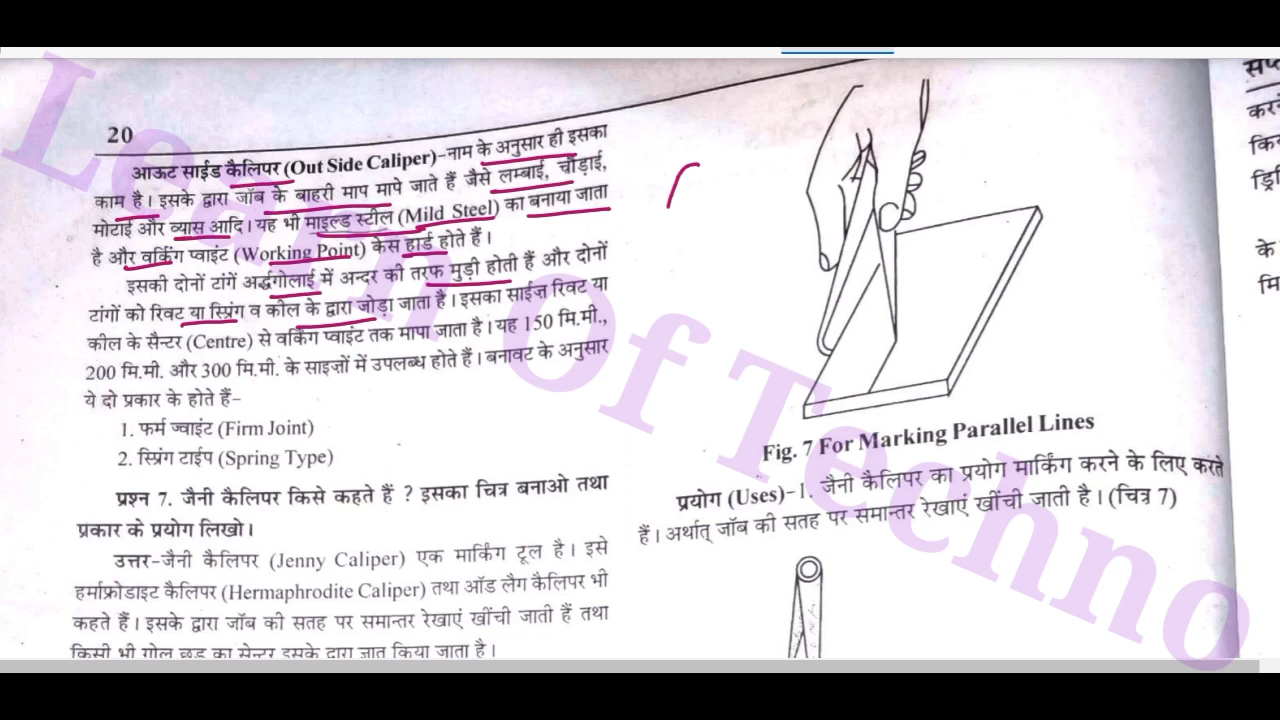 20
आऊट साईड कैलिपर (Out Side Caliper)-नाम के अनुसार ही इसका
काम है। इसके द्वारा जॉब के बाहरी माप मापे जाते हैं जैसे लम्बाई, चौड़ाई,
मोटाई और व्यास आदि। यह भी माइल्ड स्टील (Mild Steel) का बनाया जाता
है और वर्किंग प्वाइंट (Working Point) केस हार्ड होते हैं।
इसकी दोनों टांगें अर्द्धगोलाई में अन्दर की तरफ मुड़ी होती हैं और दोनों
टांगों को रिवट या स्प्रिंग व कील के द्वारा जोड़ा जाता है। इसका साईज़ रिवट या
कील के सैन्टर (Centre) से वर्किंग प्वाइंट तक मापा जाता है। यह 150 मि.मी.,
200 मि.मी. और 300 मि.मी. के साइज़ों में उपलब्ध होते हैं। बनावट के अनुसार
ये दो प्रकार के होते हैं-
1. फर्म ज्वाइंट (Firm Joint)
2. स्प्रिंग टाईप (Spring Type)
प्रश्न 7. जैनी कैलिपर किसे कहते हैं ? इसका चित्र बनाओ तथा
प्रकार के प्रयोग लिखो।
उत्तर-जैनी कैलिपर (Jenny Caliper) एक मार्किंग टूल है। इसे
हर्माफ्रोडाइट कैलिपर (Hermaphrodite Caliper) तथा ऑड लैग कैलिपर भी
कहते हैं। इसके द्वारा जॉब की सतह पर समान्तर रेखाएं खींची जाती हैं तथा
किसी भी गोल छड़ का सेन्टर इसके द्वारा ज्ञात किया जाता है।
Fig. 7 For Marking Parallel Lines
प्रयोग (Uses)-1. जैनी कैलिपर का प्रयोग मार्किंग करने के लिए करते
हैं। अर्थात् जॉब की सतह पर समान्तर रेखाएं खींची जाती है। (चित्र 7)
के
Learn Of Techno